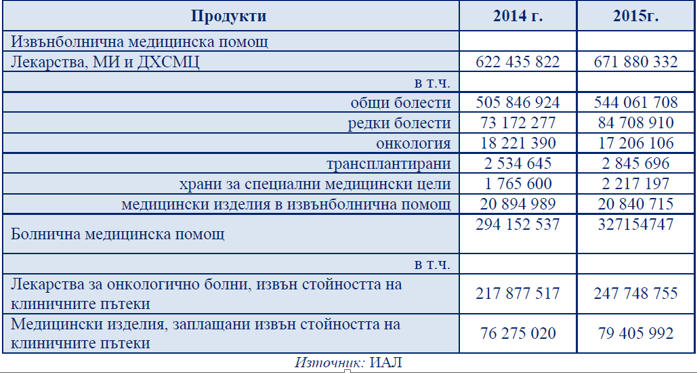 Продукти 2014 г. 2015г.
Извънболнична медицинска помощ
Лекарства, МИ и ДХСМЦ 622 435 822 671 880 332
в т.ч.
общи болести 505 846 924 544 061 708
редки болести 73 172 277 84 708 910
онкология 18 221 390 17 206 106
трансплантирани 2 534 645 2 845 696
храни за специални медицински цели 1 765 600 2 217 197
медицински изделия в извънболнична помощ 20 894 989 20 840 715
Болнична медицинска помощ 294 152 537 327154747
в т.ч.
Лекарства за онкологично болни, извън стойността на
клиничните пътеки 217 877 517 247 748 755
Медицински изделия, заплащани извън стойността на
клиничните пътеки 76 275 020 79 405 992
Източник: ИАЛ